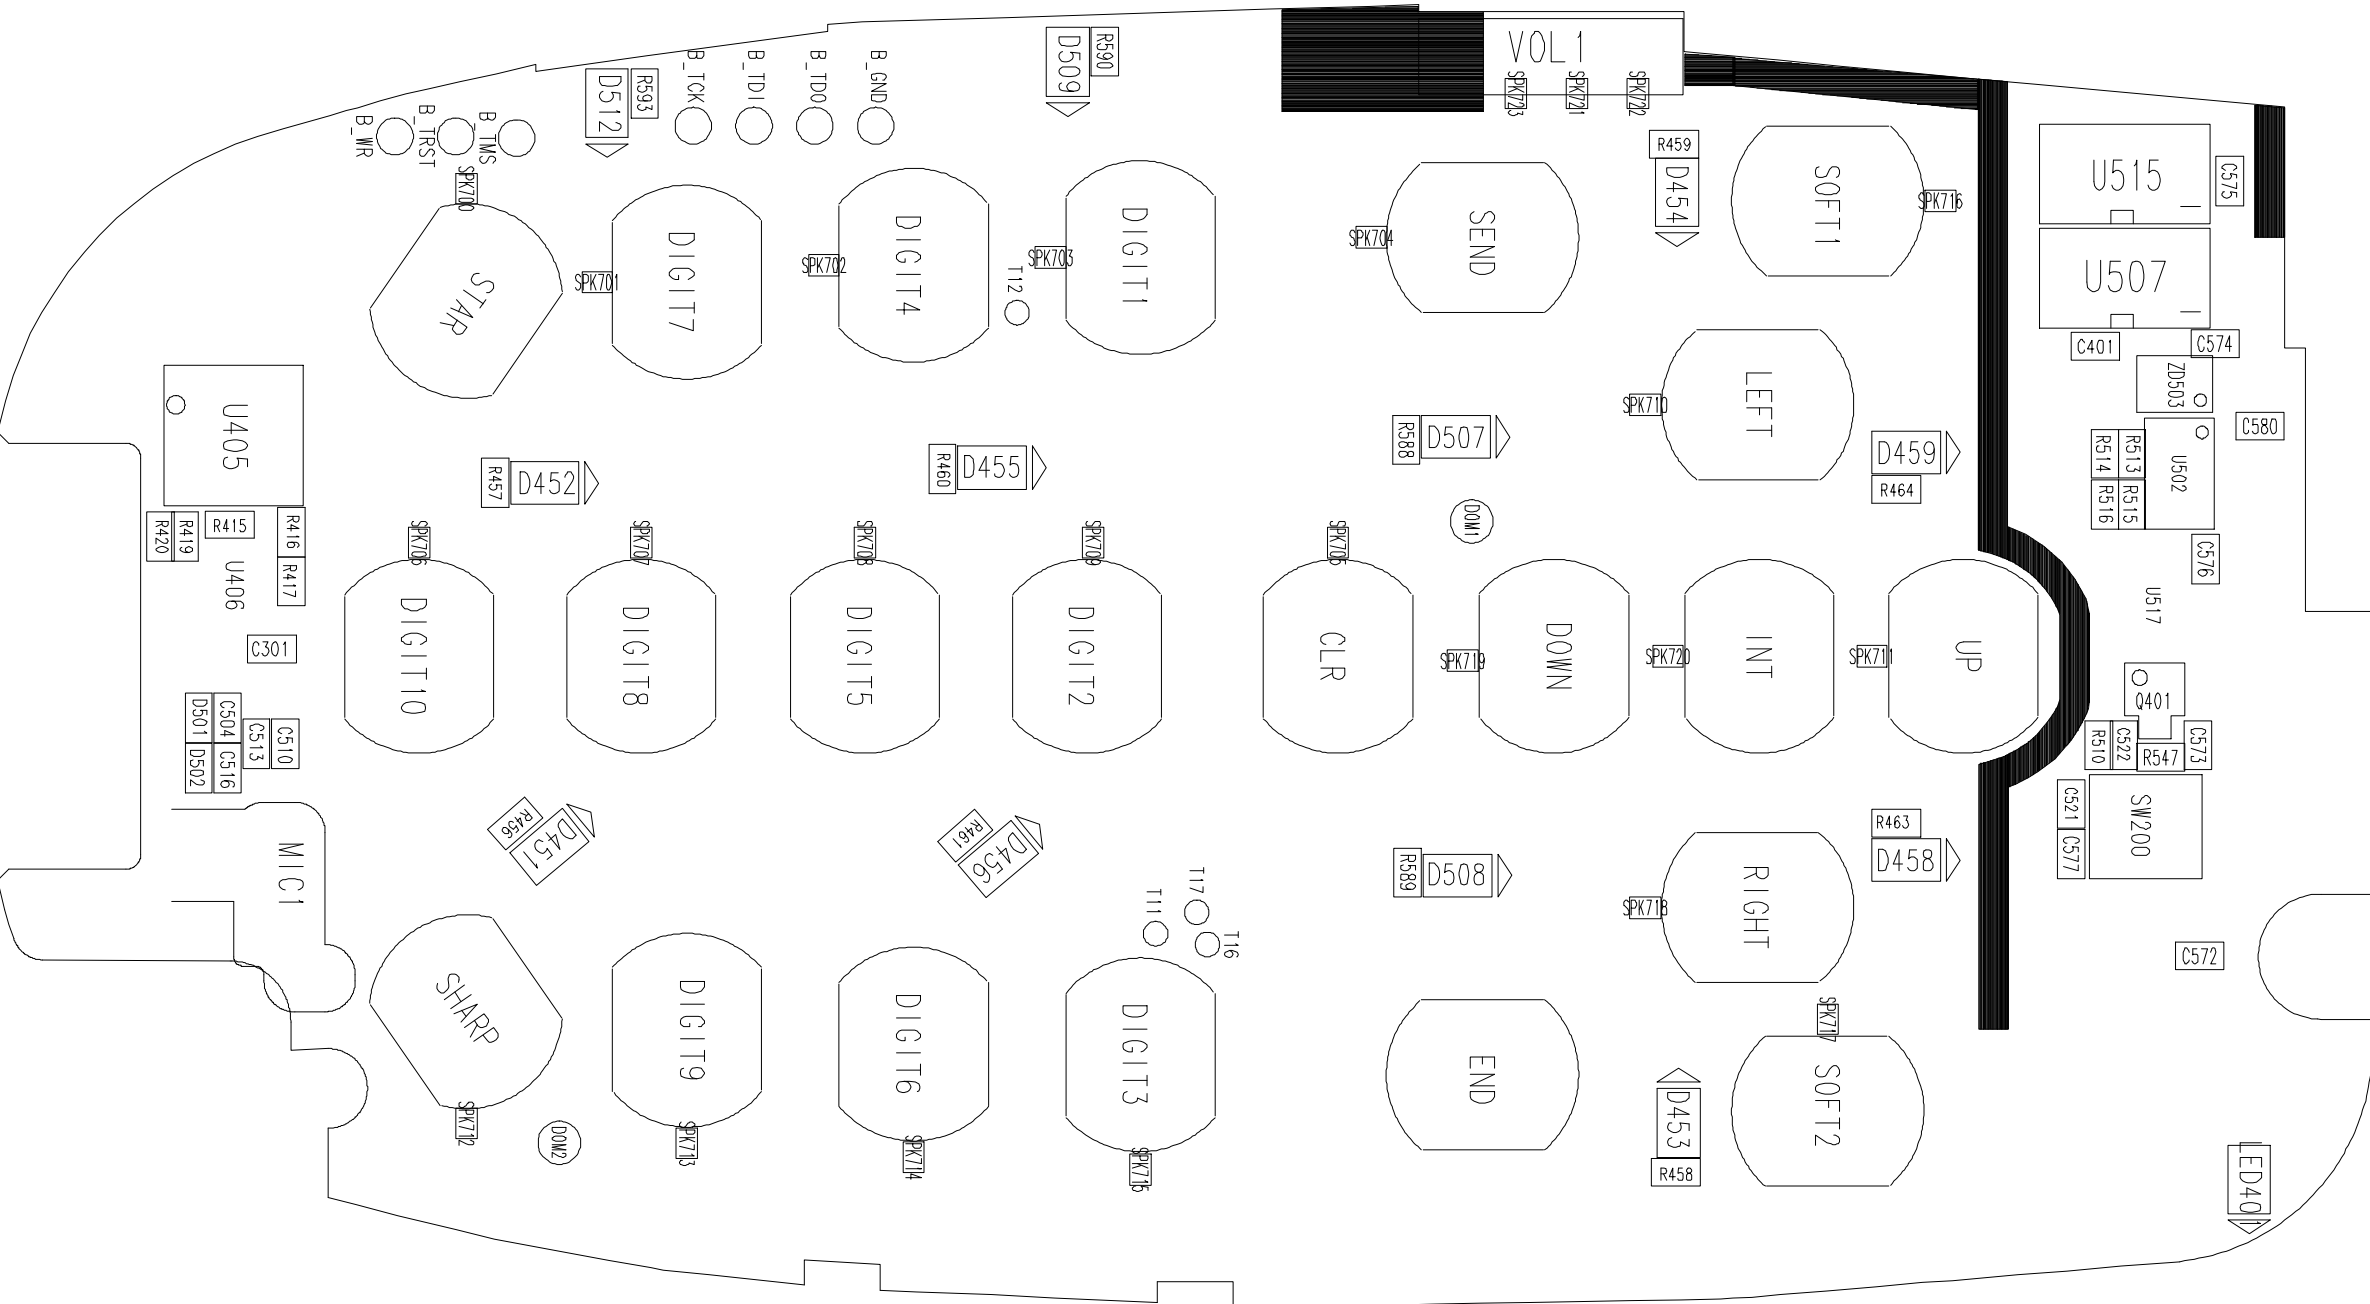 VOL1
SPK723
SPK721
SPK722
R590
D509
R593
D512
B_TCK
B_TDI
B_TDO
B_GND
B_WR
B_TRST
B_TMS
R459
D454
SOFT1
SPK716
U515
C575
SPK700
STAR
SPK701
DIGIT7
SPK702
DIGIT4
T12
SPK703
DIGIT1
SPK704
SEND
U507
C401
C574
ZD503
U405
R457
D452
R460
D455
R588
D507
SPK710
LEFT
D459
R464
R514
R513
U502
C580
R516
R515
DOM1
R420
R419
R415
R416
R417
U406
C301
SPK706
SPK707
SPK708
SPK709
SPK705
C576
U517
DIGIT10
DIGIT8
DIGIT5
DIGIT2
CLR
SPK719
DOWN
SPK720
INT
SPK711
UP
Q401
D501
C504
C513
C510
D502
C516
R510
C522
R547
C573
R456
D451
R461
D456
R463
D458
C521
SW200
C577
MIC1
R589
D508
T17
T11
T16
SPK718
RIGHT
C572
SHARP
DIGIT9
DIGIT6
DIGIT3
END
SPK717
SOFT2
SPK712
DOM2
SPK713
SPK714
SPK715
D453
R458
LED401